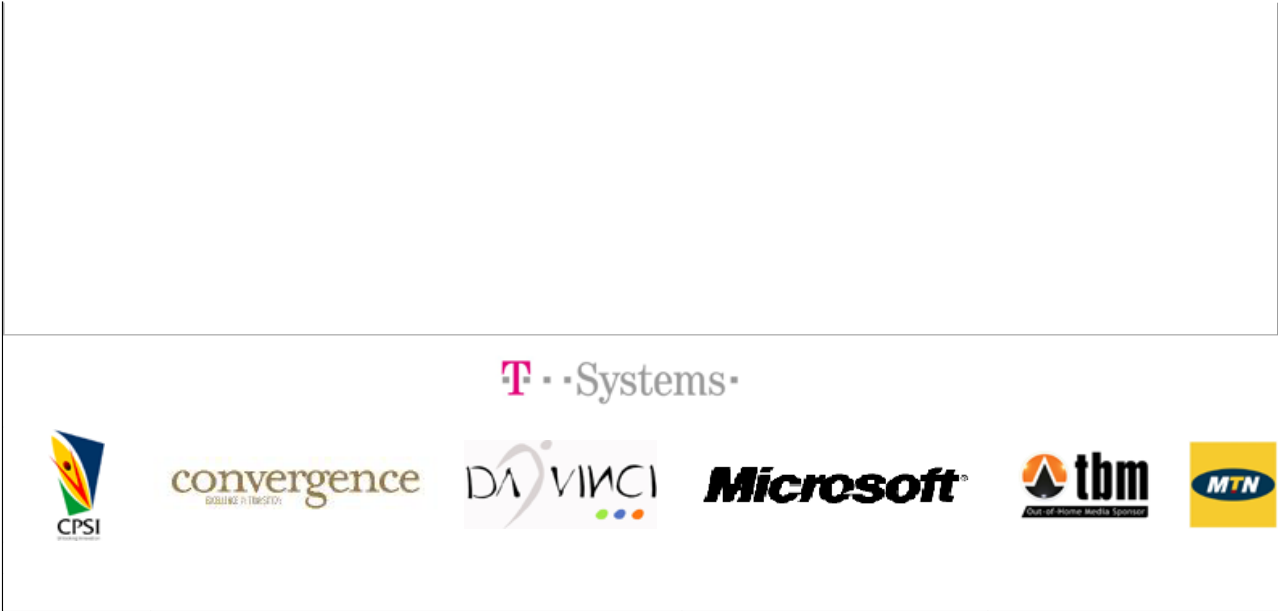 T··Systems·
CPSI
convergence
DA VINCI
Microsoft®
tbm
Out-of-Home Media Sponsor
MTN